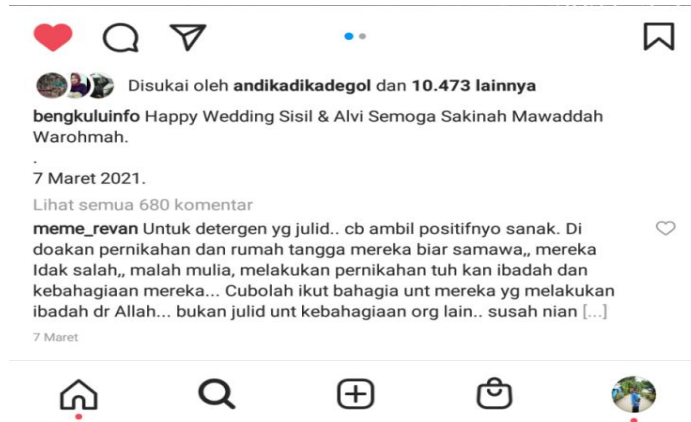 Disukai oleh andikadikadegol dan 10.473 lainnya
bengkuluinfo Happy Wedding Sisil & Alvi Semoga Sakinah Mawaddah
Warohmah.
.
7 Maret 2021.
Lihat semua 680 komentar
meme_revan Untuk detergen yg julid.. cb ambil positifnyo sanak. Di
doakan pernikahan dan rumah tangga mereka biar samawa,, mereka
Idak salah,, malah mulia, melakukan pernikahan tuh kan ibadah dan
kebahagiaan mereka... Cubolah ikut bahagia unt mereka yg melakukan
ibadah dr Allah... bukan julid unt kebahagiaan org lain.. susah nian [...]
7 Maret